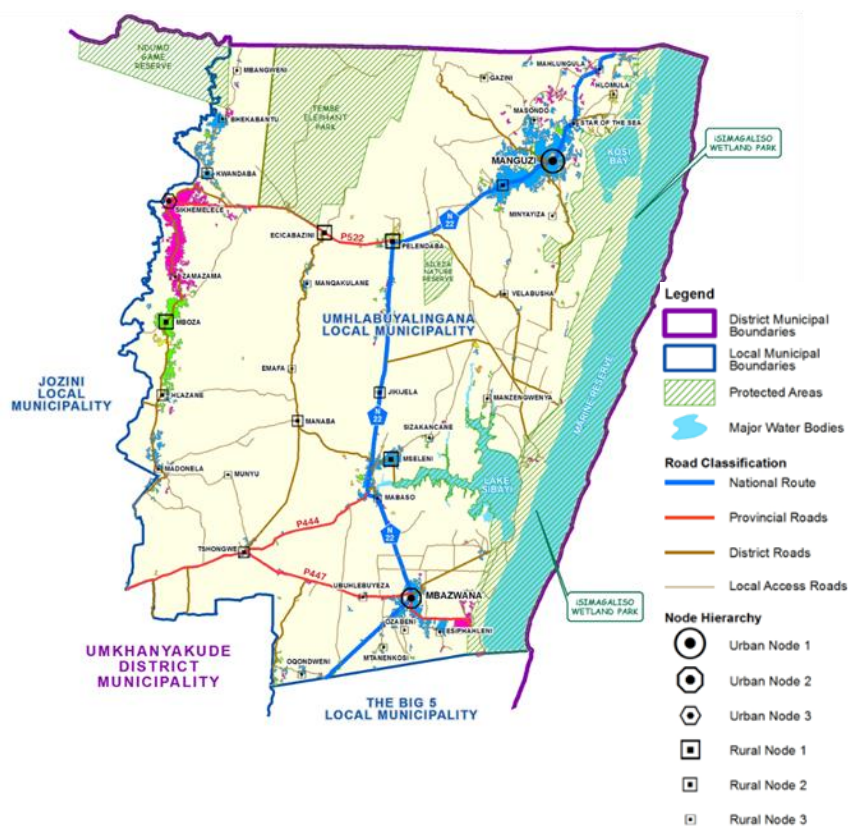 NDUMO
GAME
RESERVE
MBANGWENI
TEMBE
ELEPHANT
PARK
BHEKABANTU
KWANDABA
SIKHEMELELE
ZAMAZAMA
MBOZA
HLAZANE
MADONELA
MUNYU
TSHONGWE
ECICABAZINI
P522
PELENDABA
MANQAKULANE
SILEZA
NATURE
RESERVE
UMHLABUYALINGANA
LOCAL MUNICIPALITY
EMAFA
MANABA
JIKIJELA
N
22
MSELENI
SIZAKANCANE
MABASO
LAKE
SIBAYI
N
22
P444
P447
UBUHLEBUYEZA
MBAZWANA
OZABENI
ESIPHAHLENI
MTANENKOSI
OQONDWENI
GAZINI
MAHLUNGULA
HLOMULA
MASONDO
STAR OF THE SEA
MANGUZI
KOSI
BAY
N
22
MINYAYIZA
VELABUSHA
MANZENGWENYA
MARINE RESERVE
iSIMAGALISO
WETLAND PARK
iSIMAGALISO
WETLAND PARK
JOZINI
LOCAL
MUNICIPALITY
UMKHANYAKUDE
DISTRICT
MUNICIPALITY
THE BIG 5
LOCAL MUNICIPALITY
Legend
District Municipal
Boundaries
Local Municipal
Boundaries
Protected Areas
Major Water Bodies
Road Classification
National Route
Provincial Roads
District Roads
Local Access Roads
Node Hierarchy
Urban Node 1
Urban Node 2
Urban Node 3
Rural Node 1
Rural Node 2
Rural Node 3